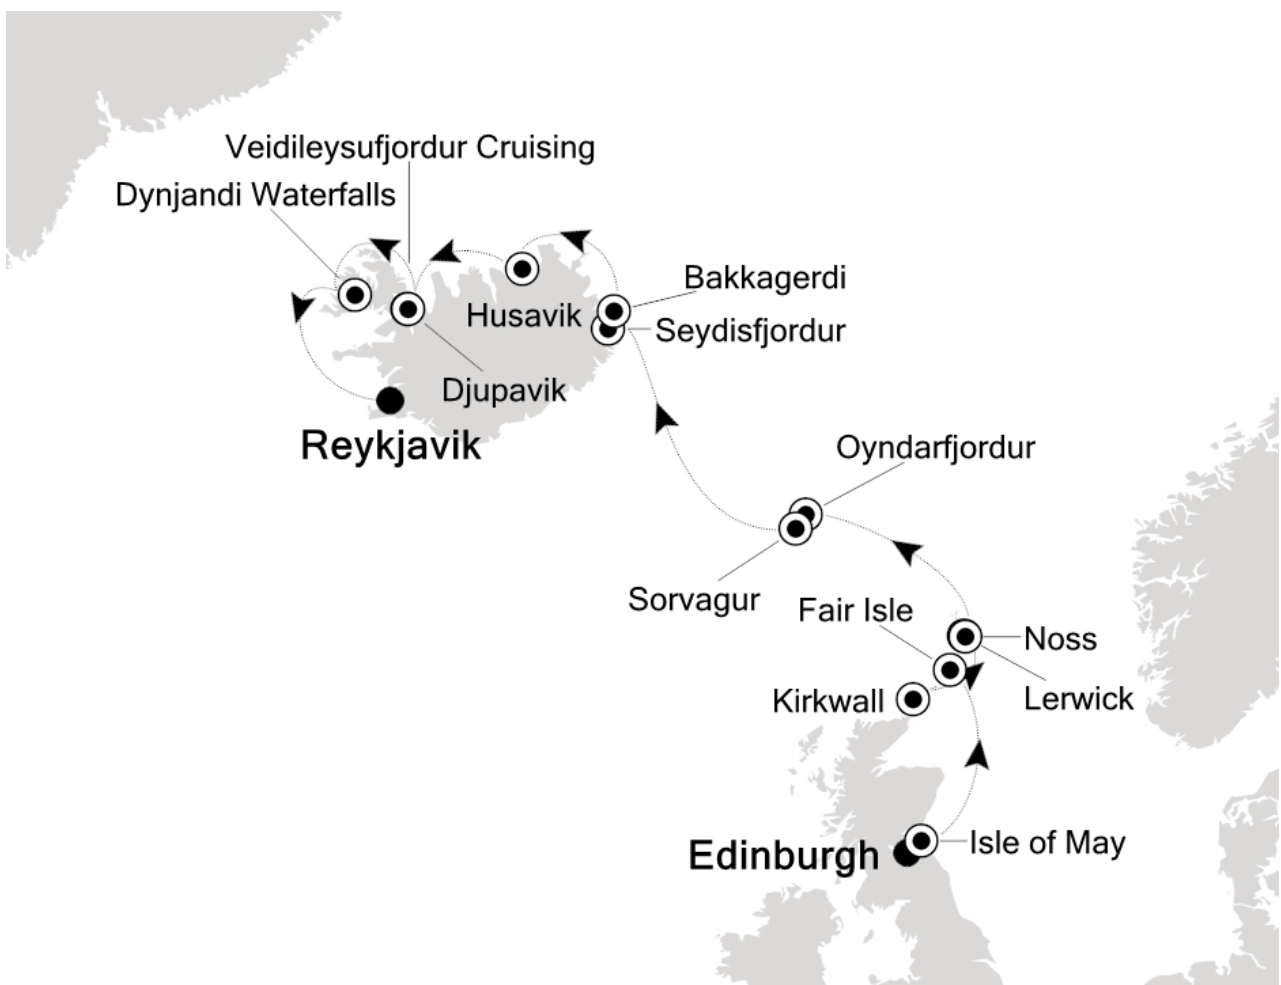 Veidileysufjordur Cruising
Dynjandi Waterfalls
Bakkagerdi
Husavik
Seydisfjordur
Djupavik
Reykjavik
Oyndarfjordur
Sorvagur
Fair Isle
Noss
Kirkwall
Lerwick
Edinburgh
Isle of May